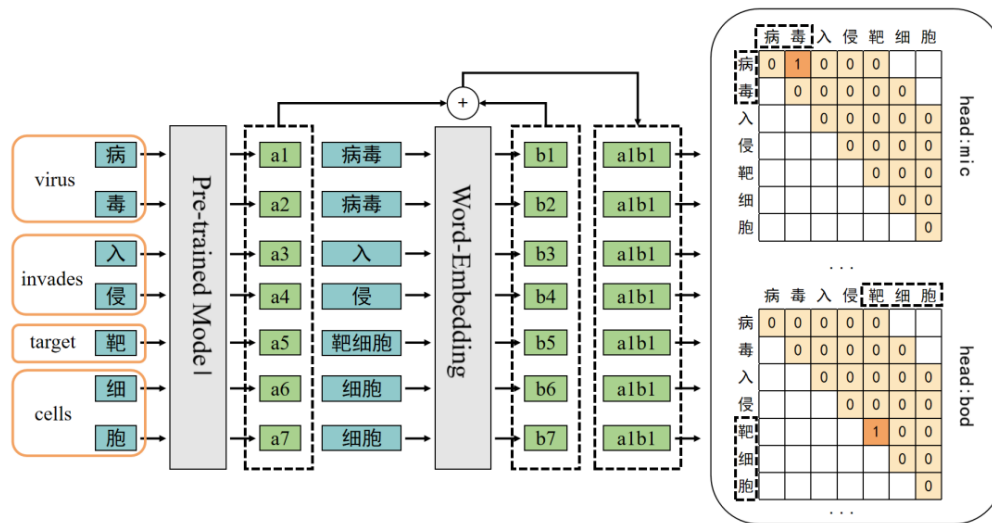 virus
病
毒
invades
入
侵
target
靶
cells
细
胞
Pre-trained Model
a1
a2
a3
a4
a5
a6
a7
病毒
病毒
入
侵
靶细胞
细胞
细胞
+
Word-Embedding
b1
b2
b3
b4
b5
b6
b7
a1b1
a1b1
a1b1
a1b1
a1b1
a1b1
a1b1
病 毒 入 侵 靶 细 胞
病 0 1 0 0 0
毒 0 0 0 0 0
入 0 0 0 0 0
侵 0 0 0 0
靶 0 0 0
细 0 0
胞 0
head:mic
...
病 毒 入 侵 靶 细 胞
病 0 0 0 0 0
毒 0 0 0 0 0
入 0 0 0 0 0
侵 0 0 0 0
靶 1 0 0
细 0 0
胞 0
head:bod
...